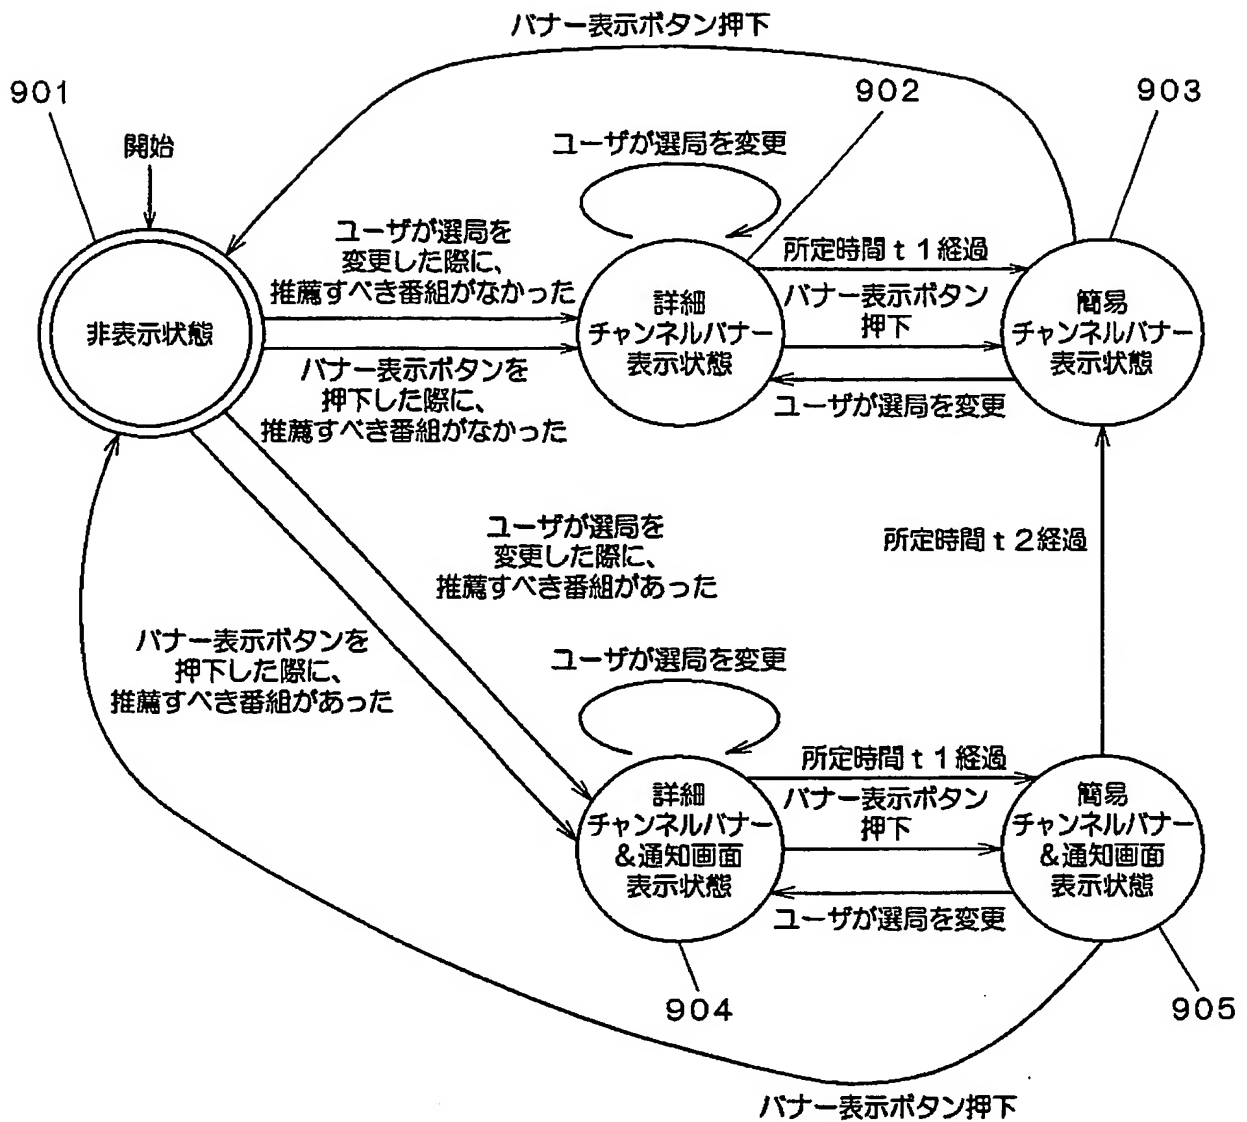 バナー表示ボタン押下
901
902
903
開始
ユーザが選局を変更
ユーザが選局を
変更した際に、
推薦すべき番組がなかった
所定時間t1経過
バナー表示ボタン
押下
非表示状態
詳細
チャンネルバナー
表示状態
簡易
チャンネルバナー
表示状態
バナー表示ボタンを
押下した際に、
推薦すべき番組がなかった
ユーザが選局を変更
ユーザが選局を
変更した際に、
推薦すべき番組があった
所定時間t2経過
バナー表示ボタンを
押下した際に、
推薦すべき番組があった
ユーザが選局を変更
所定時間t1経過
バナー表示ボタン
押下
詳細
チャンネルバナー
&通知画面
表示状態
簡易
チャンネルバナー
&通知画面
表示状態
ユーザが選局を変更
904
905
バナー表示ボタン押下